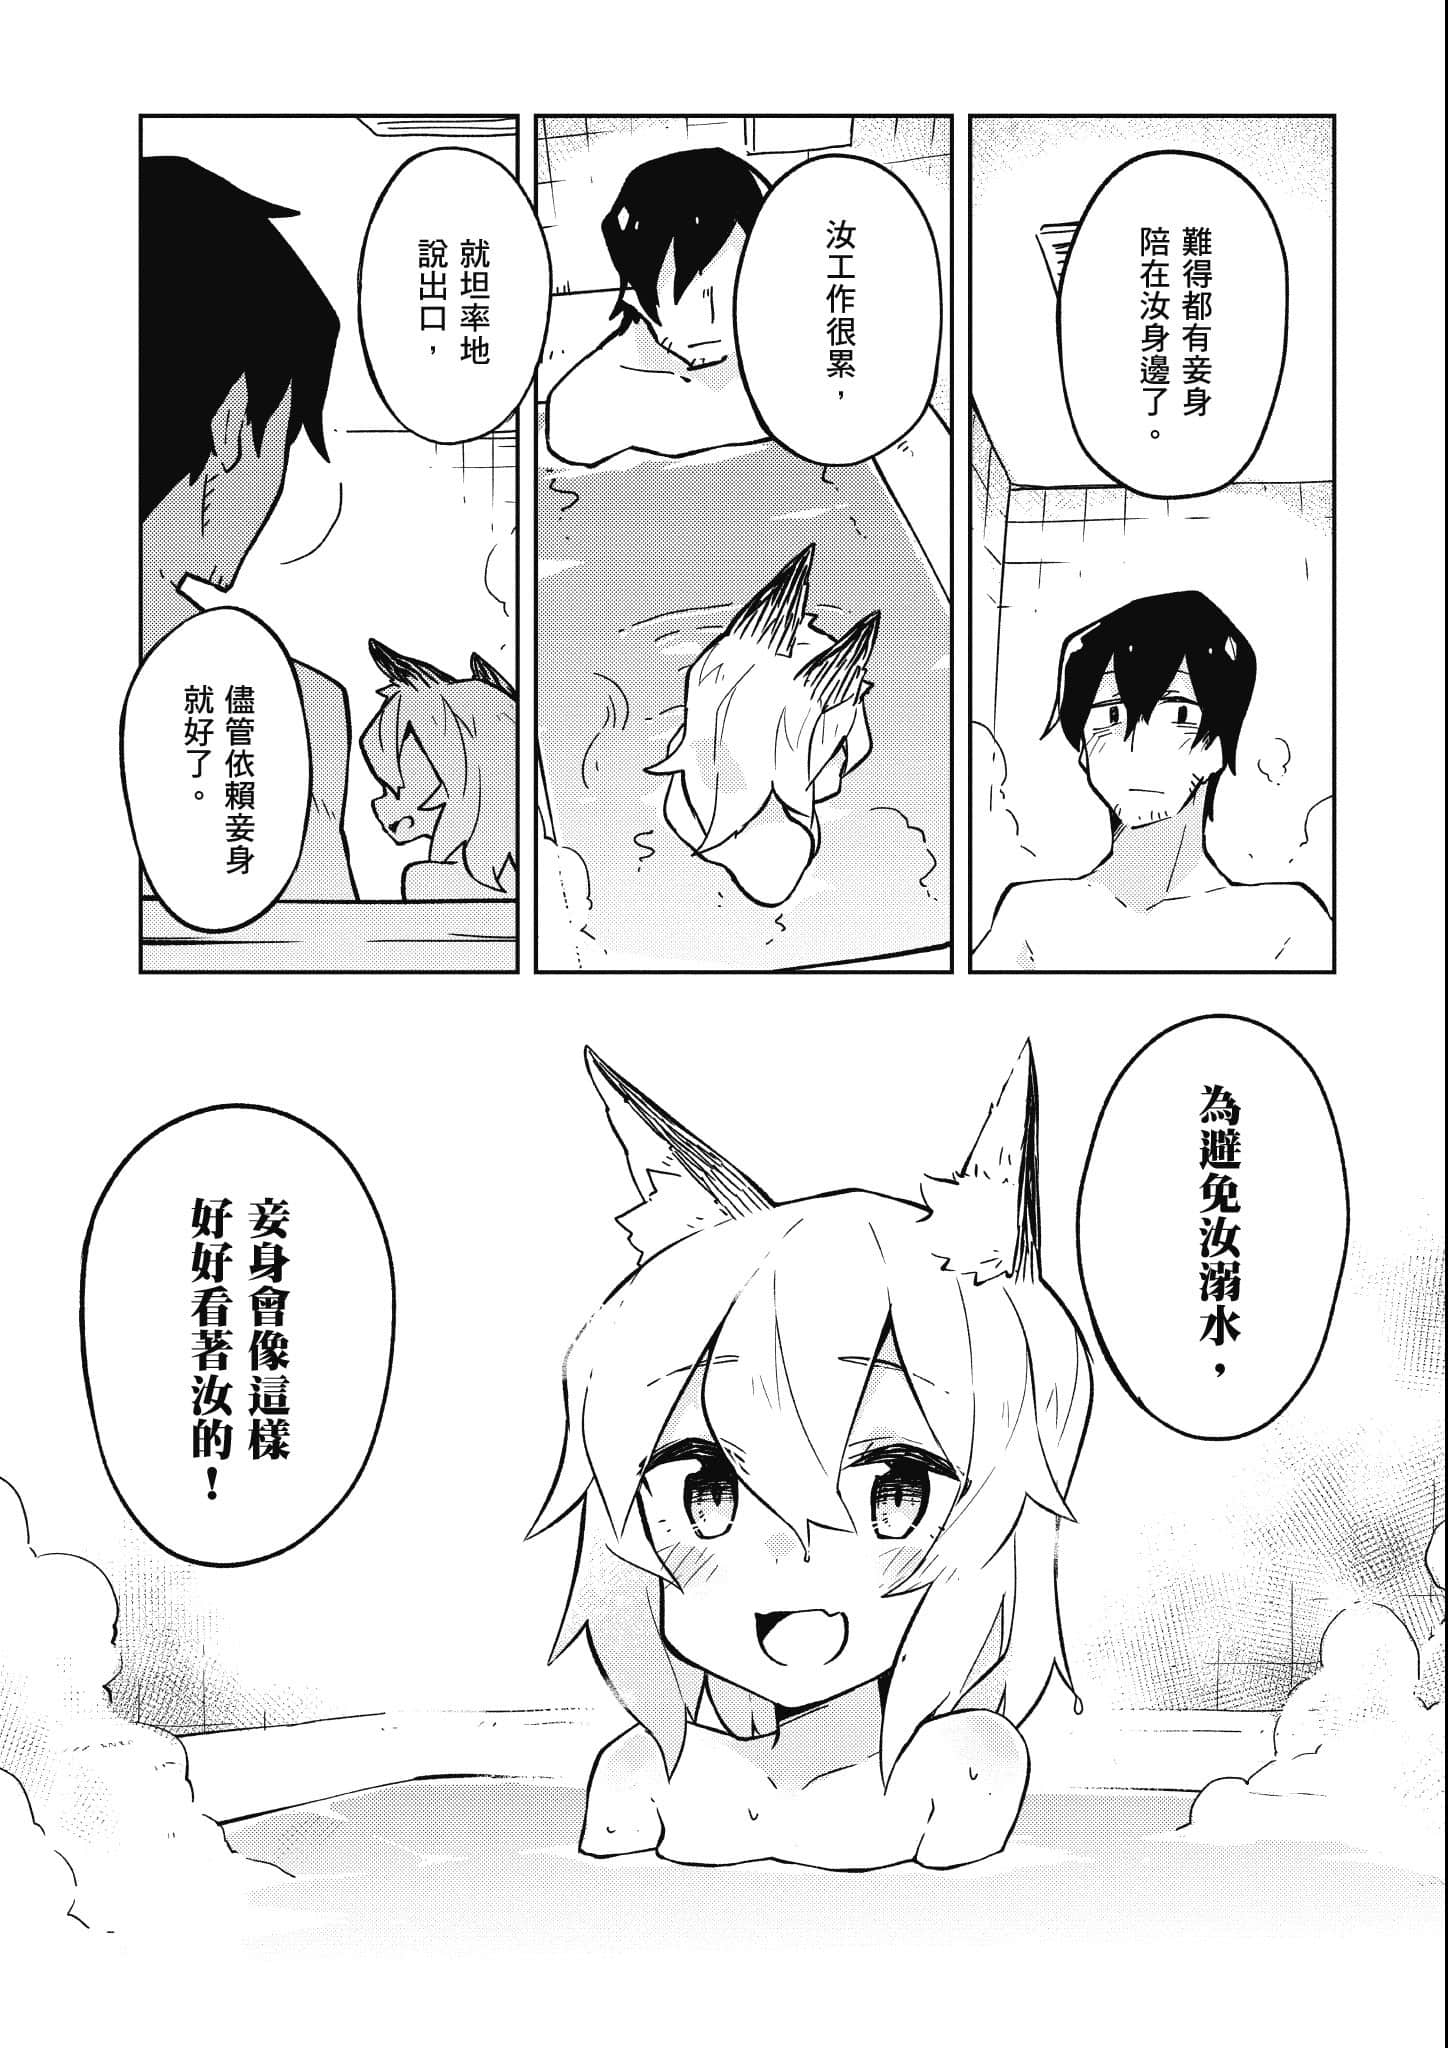 難得都有妾身
陪在汝身邊了。
汝工作很累，
就坦率地
說出口，
儘管依賴妾身
就好了。
為避免汝溺水，
妾身會像這樣
好好看著汝的！